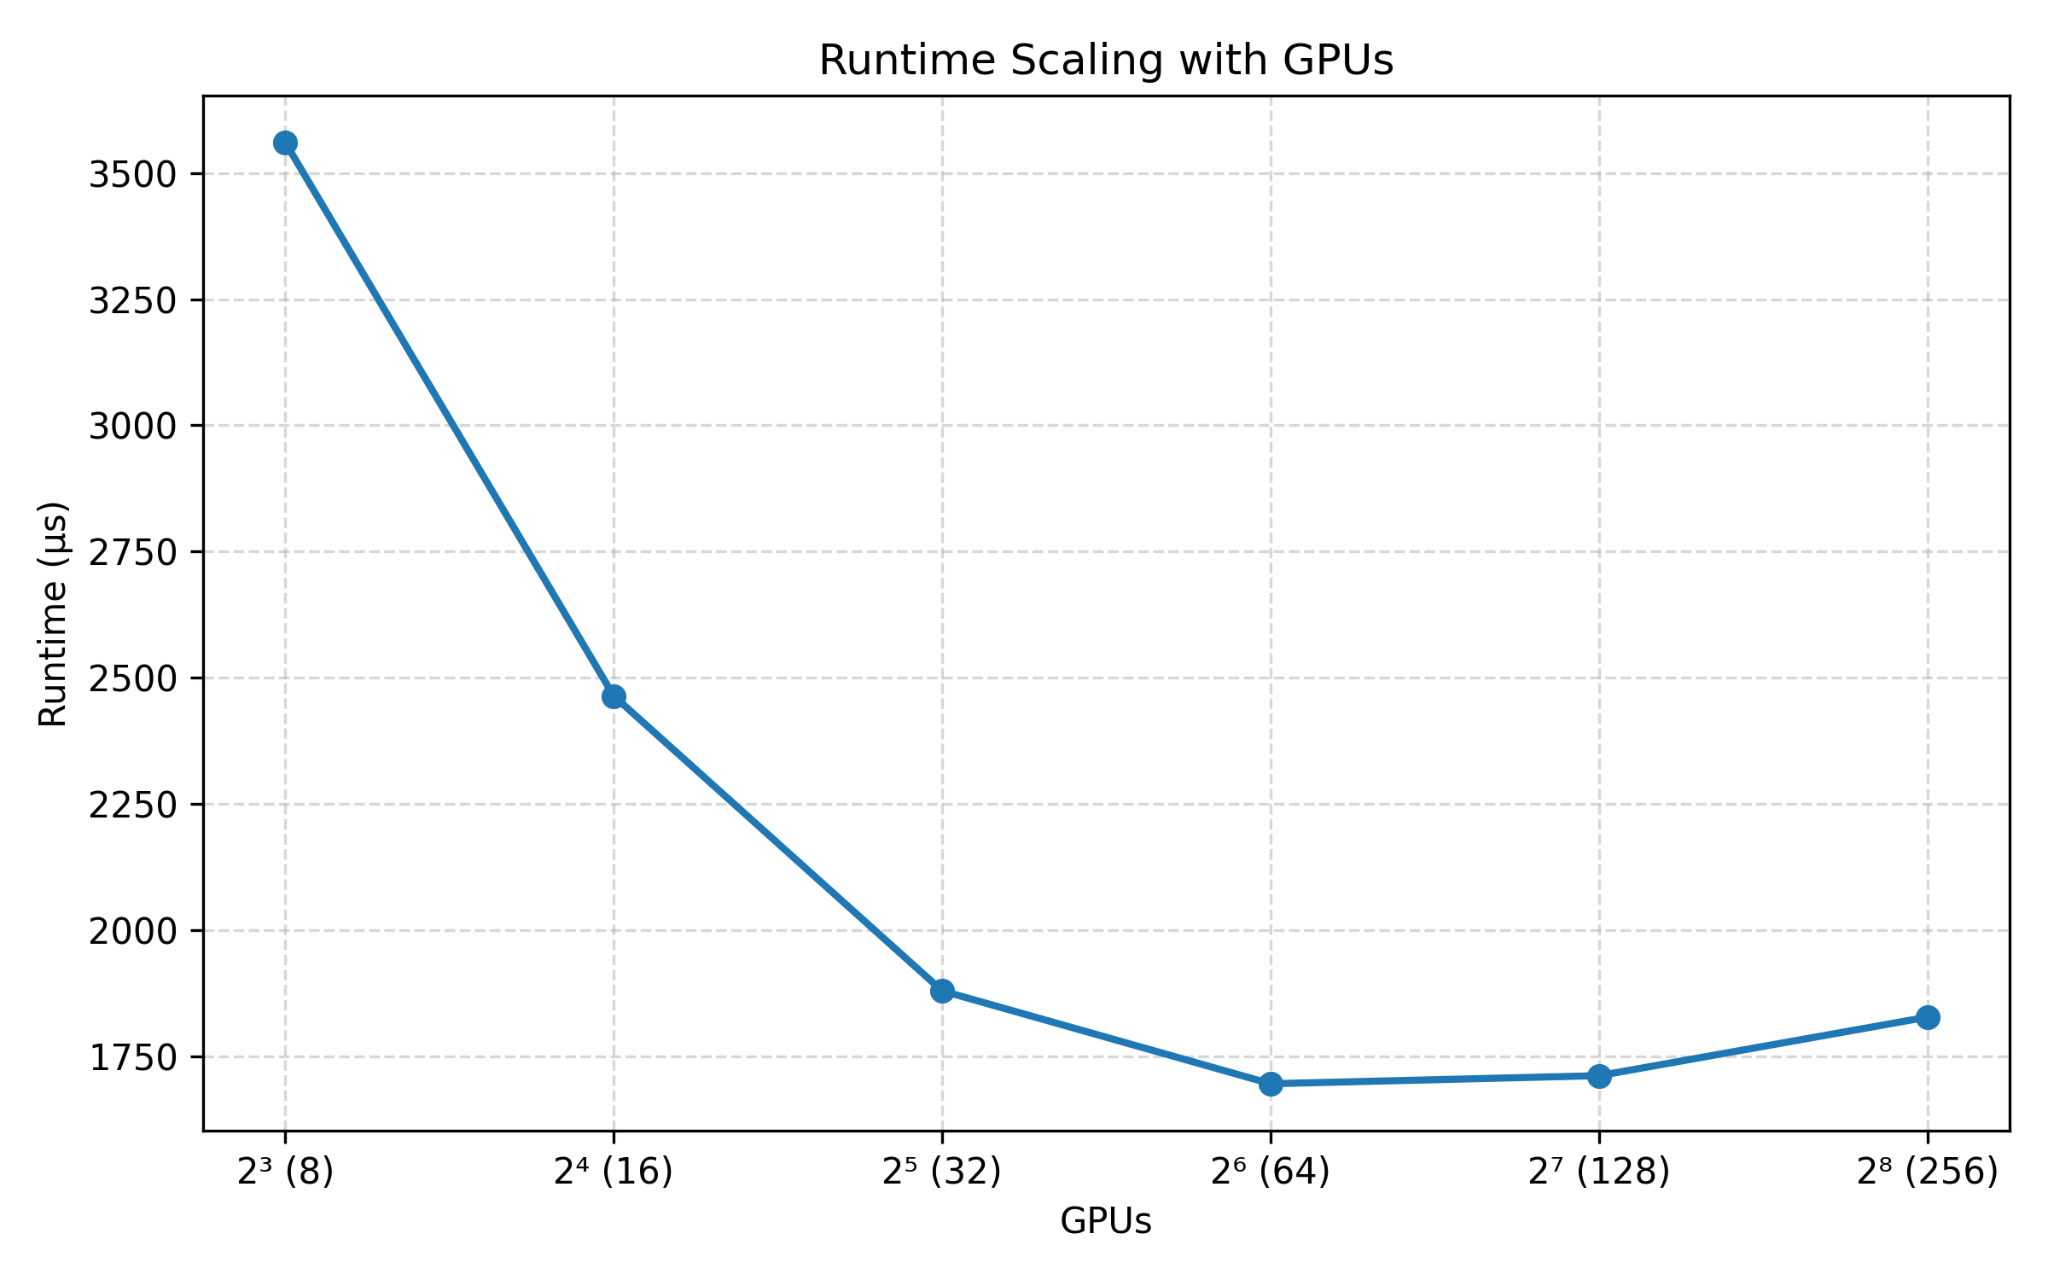 Runtime Scaling with GPUs
Runtime (µs)
3500
3250
3000
2750
2500
2250
2000
1750
2³ (8) 2⁴ (16) 2⁵ (32) 2⁶ (64) 2⁷ (128) 2⁸ (256)
GPUs